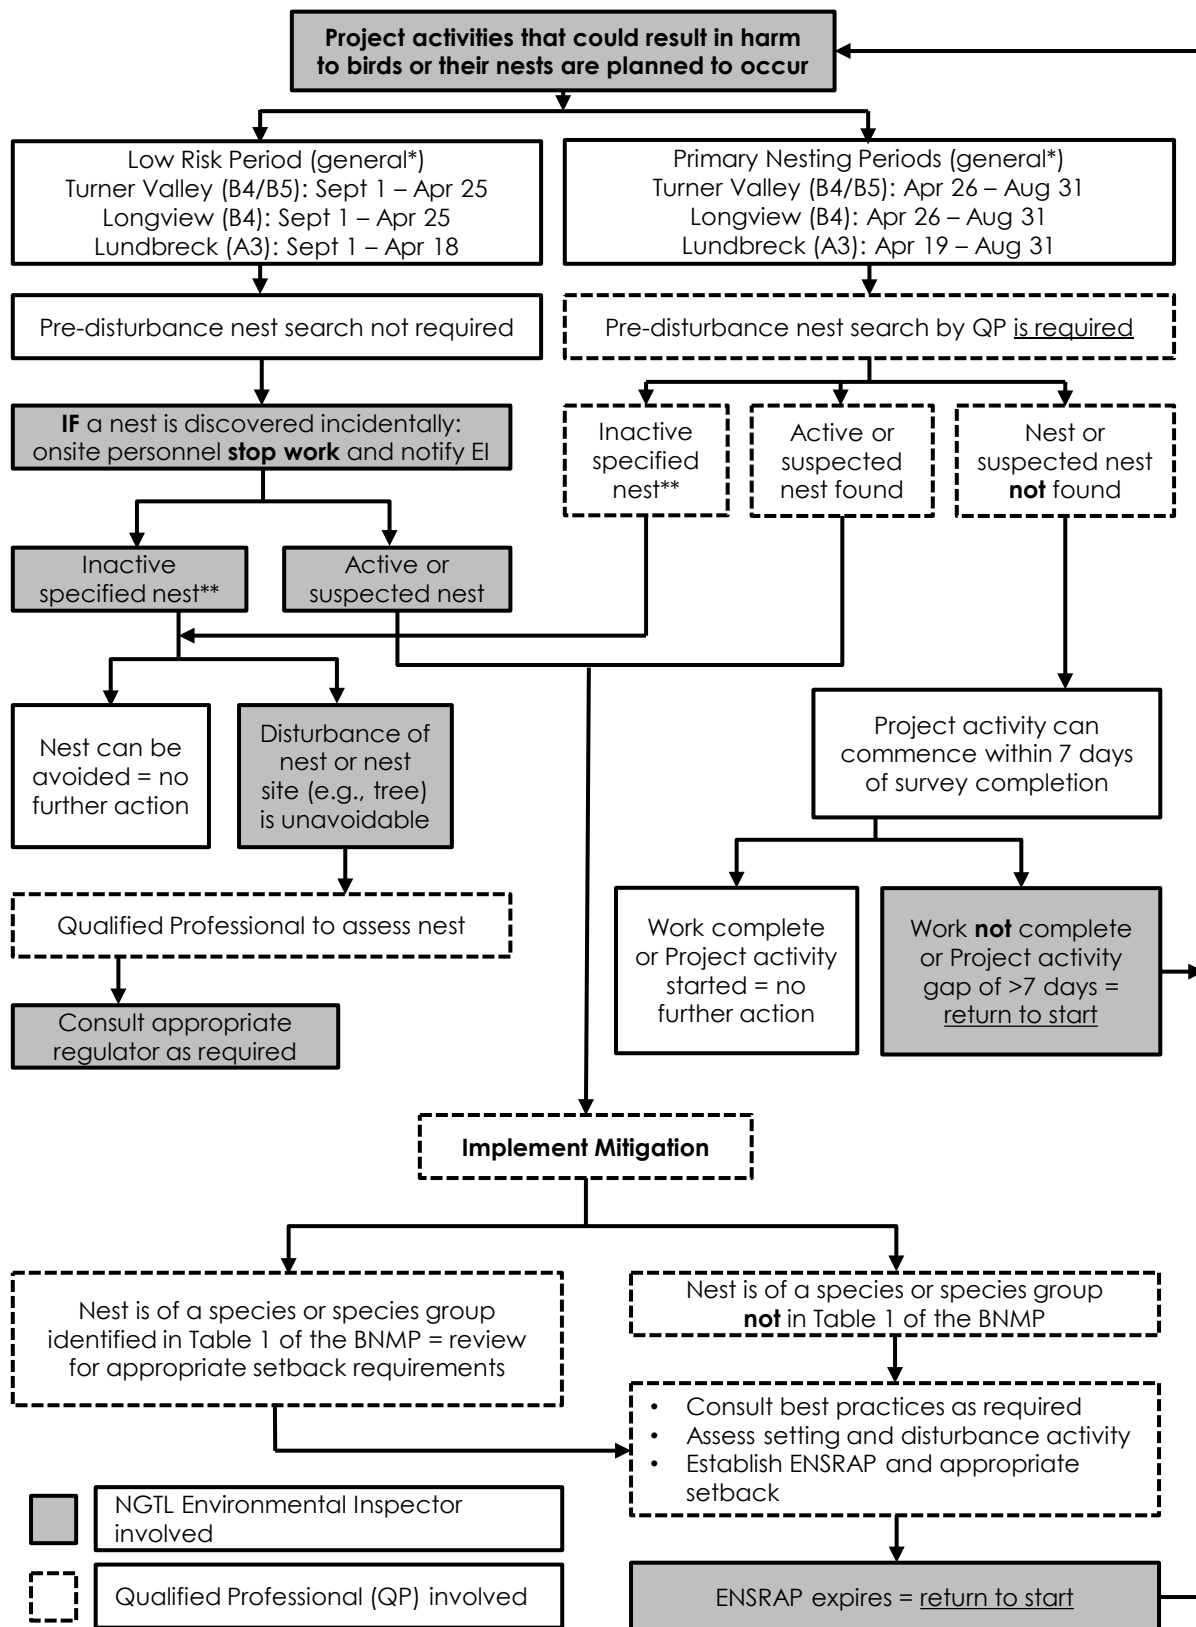 Project activities that could result in harm
to birds or their nests are planned to occur
Low Risk Period (general*)
Turner Valley (B4/B5): Sept 1 – Apr 25
Longview (B4): Sept 1 – Apr 25
Lundbreck (A3): Sept 1 – Apr 18
Primary Nesting Periods (general*)
Turner Valley (B4/B5): Apr 26 – Aug 31
Longview (B4): Apr 26 – Aug 31
Lundbreck (A3): Apr 19 – Aug 31
Pre-disturbance nest search not required
Pre-disturbance nest search by QP is required
IF a nest is discovered incidentally:
onsite personnel stop work and notify EI
Inactive
specified
nest**
Active or
suspected
nest found
Nest or
suspected nest
not found
Inactive
specified nest**
Active or
suspected nest
Nest can be
avoided = no
further action
Disturbance of
nest or nest
site (e.g., tree)
is unavoidable
Project activity can
commence within 7 days
of survey completion
Qualified Professional to assess nest
Work complete
or Project activity
started = no
further action
Work not complete
or Project activity
gap of >7 days =
return to start
Consult appropriate
regulator as required
Implement Mitigation
Nest is of a species or species group
identified in Table 1 of the BNMP = review
for appropriate setback requirements
Nest is of a species or species group
not in Table 1 of the BNMP
• Consult best practices as required
• Assess setting and disturbance activity
• Establish ENSRAP and appropriate
setback
NGTL Environmental Inspector
involved
Qualified Professional (QP) involved
ENSRAP expires = return to start